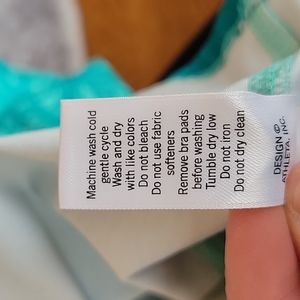 Machine wash cold
gentle cycle
Wash and dry
with like colors
Do not bleach
Do not use fabric
softeners
Remove bra pads
before washing
Tumble dry low
Do not iron
Do not dry clean
DESIGN ©
ATHLETA, INC.